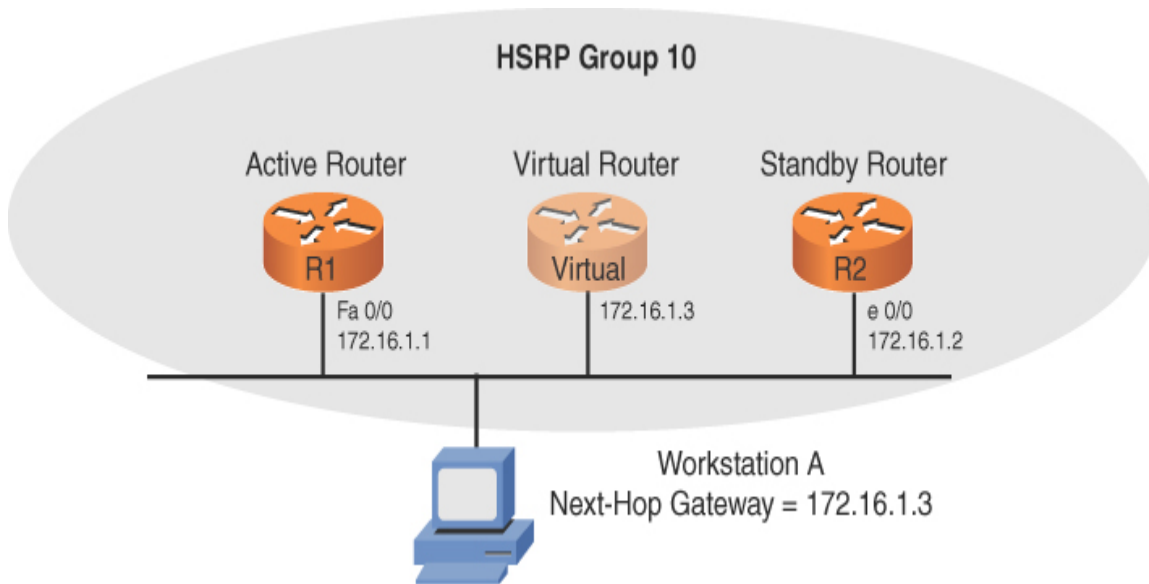 HSRP Group 10
Active Router
Virtual Router
Standby Router
R1
Virtual
R2
Fa 0/0
172.16.1.1
172.16.1.3
e 0/0
172.16.1.2
Workstation A
Next-Hop Gateway = 172.16.1.3